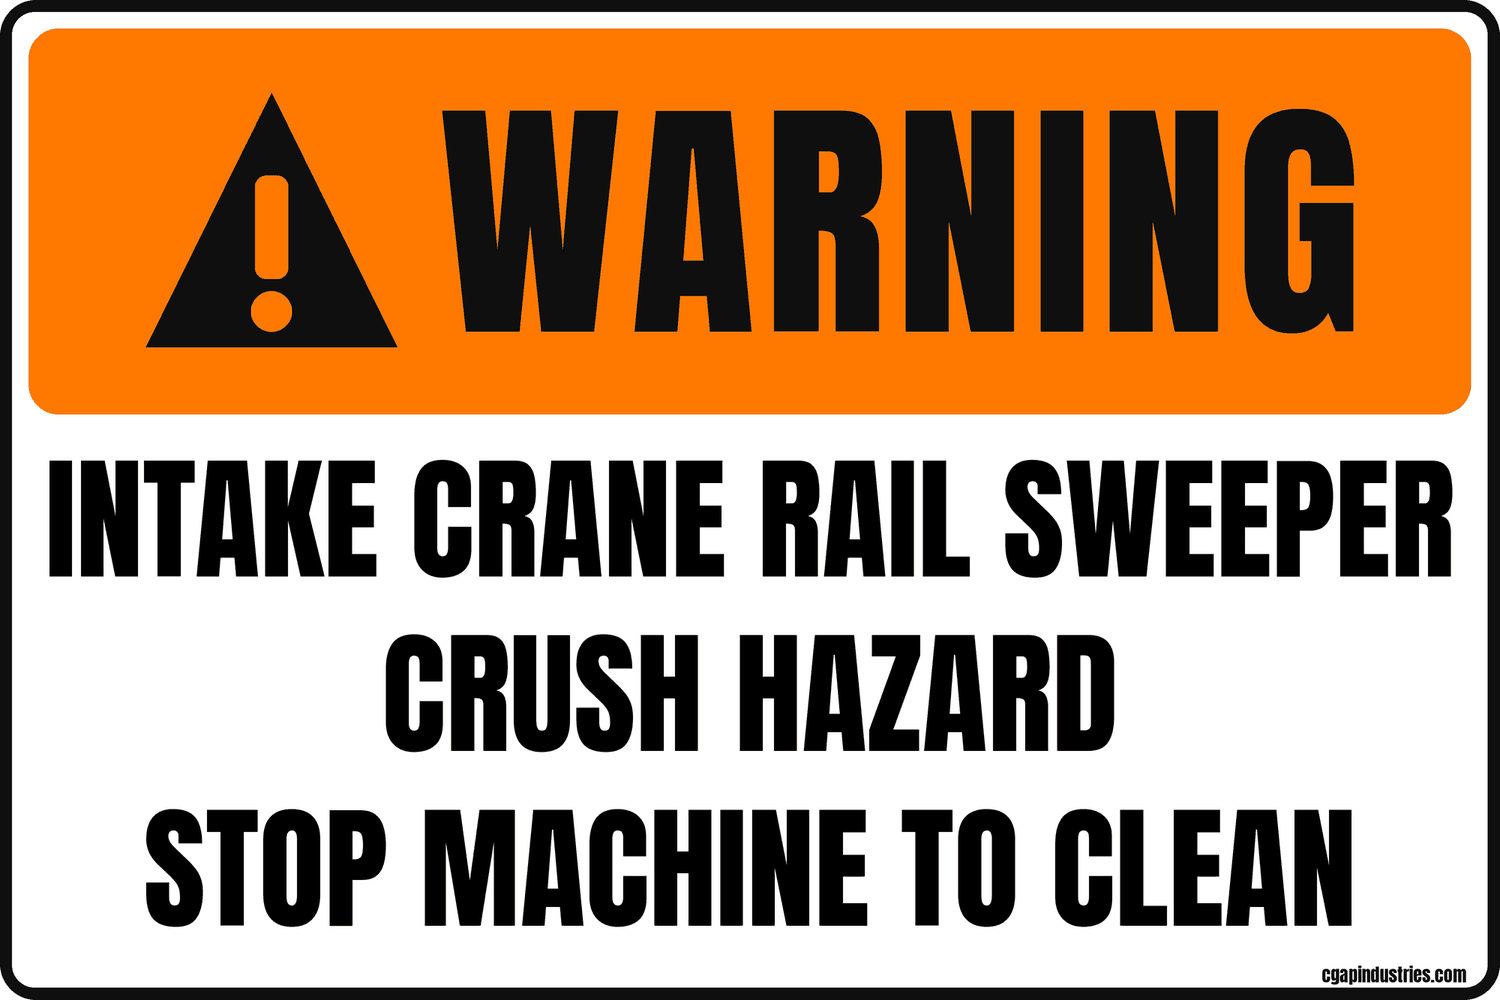 WARNING
INTAKE CRANE RAIL SWEEPER
CRUSH HAZARD
STOP MACHINE TO CLEAN
cgapindustries.com